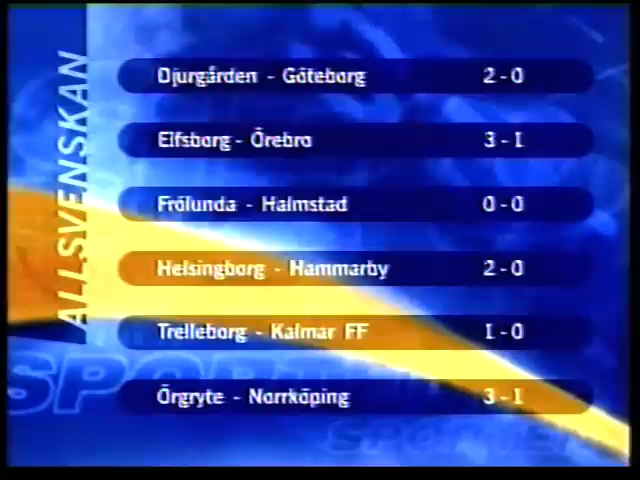 ALLSVENSKAN
Djurgården - Göteborg 2 - 0
Elfsborg - Örebro 3 - 1
Frölunda - Halmstad 0 - 0
Helsingborg - Hammarby 2 - 0
Trelleborg - Kalmar FF 1 - 0
Örgryte - Norrköping 3 - 1